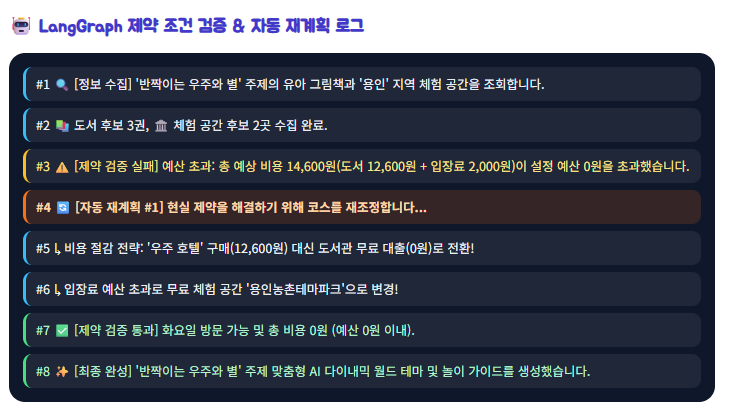 🤖 LangGraph 제약 조건 검증 & 자동 재계획 로그
#1 🔍 [정보 수집] '반짝이는 우주와 별' 주제의 유아 그림책과 '용인' 지역 체험 공간을 조회합니다.
#2 📚 도서 후보 3권, 🏛️ 체험 공간 후보 2곳 수집 완료.
#3 ⚠️ [제약 검증 실패] 예산 초과: 총 예상 비용 14,600원(도서 12,600원 + 입장료 2,000원)이 설정 예산 0원을 초과했습니다.
#4 🔄 [자동 재계획 #1] 현실 제약을 해결하기 위해 코스를 재조정합니다...
#5 ↳ 비용 절감 전략: '우주 호텔' 구매(12,600원) 대신 도서관 무료 대출(0원)로 전환!
#6 ↳ 입장료 예산 초과로 무료 체험 공간 '용인농촌테마파크'으로 변경!
#7 ✅ [제약 검증 통과] 화요일 방문 가능 및 총 비용 0원 (예산 0원 이내).
#8 ✨ [최종 완성] '반짝이는 우주와 별' 주제 맞춤형 AI 다이내믹 월드 테마 및 놀이 가이드를 생성했습니다.